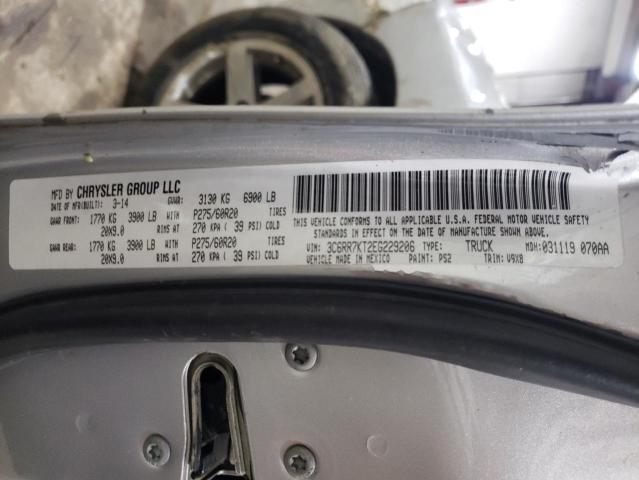 MFD BY CHRYSLER GROUP LLC
DATE OF MFR(BUILT): 3-14 GVWR: 3130 KG 6900 LB
GAWR FRONT: 1770 KG 3900 LB WITH P275/60R20 TIRES
20X9.0 RIMS AT 270 KPA ( 39 PSI) COLD
GAWR REAR: 1770 KG 3900 LB WITH P275/60R20 TIRES
20X9.0 RIMS AT 270 KPA ( 39 PSI) COLD
THIS VEHICLE CONFORMS TO ALL APPLICABLE U.S.A. FEDERAL MOTOR VEHICLE SAFETY
STANDARDS IN EFFECT ON THE DATE OF MANUFACTURE SHOWN ABOVE.
VIN: 3C6RR7KT2EG229206 TYPE: TRUCK MDH: 031119 070AA
VEHICLE MADE IN MEXICO PAINT: PS2 TRIM: V9X8